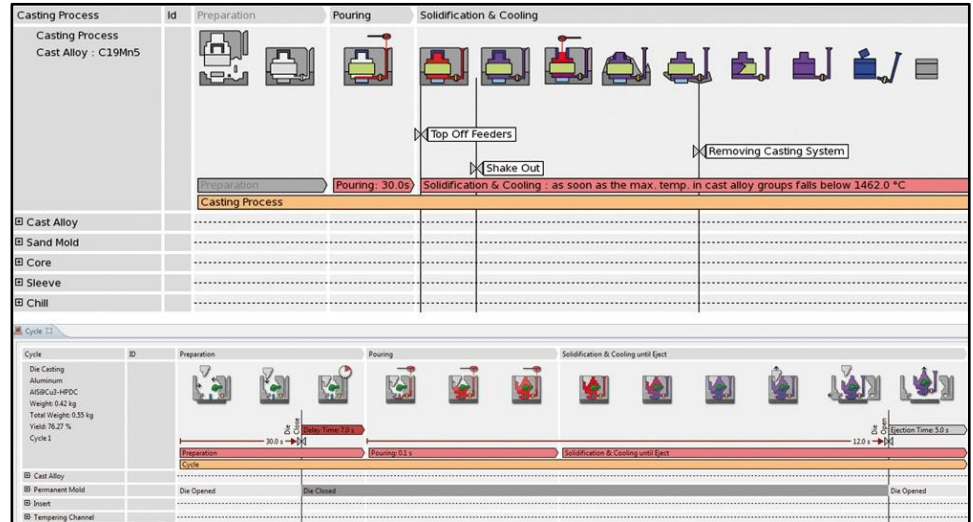 Casting Process Id Preparation Pouring Solidification & Cooling
Casting Process
Cast Alloy : C19Mn5
Top Off Feeders
Removing Casting System
Shake Out
Preparation Pouring: 30.0s Solidification & Cooling : as soon as the max. temp. in cast alloy groups falls below 1462.0 °C
Casting Process
Cast Alloy
Sand Mold
Core
Sleeve
Chill
Cycle
Cycle ID Preparation Pouring Solidification & Cooling until Eject
Die Casting
Aluminum
Weight: 0.42 kg
Total Weight: 0.55 kg
Yield: 76.27 %
Cycle 1
Die Close Delay Time: 7.0 s Die Open Ejection Time: 5.0 s
30.0 s 12.0 s
Preparation Pouring: 0.1 s Solidification & Cooling until Eject
Cycle
Cast Alloy
Permanent Mold Die Opened Die Closed Die Opened
Insert
Tempering Channel